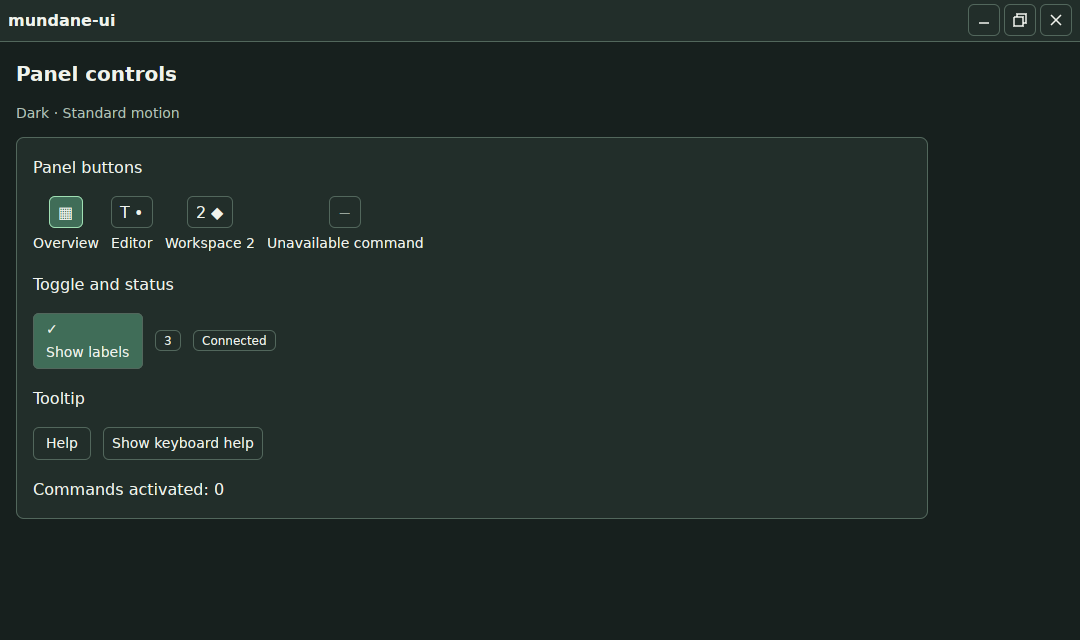 mundane-ui
Panel controls
Dark · Standard motion
Panel buttons
▦ T • 2 ◆ –
Overview Editor Workspace 2 Unavailable command
Toggle and status
✓
Show labels 3 Connected
Tooltip
Help Show keyboard help
Commands activated: 0